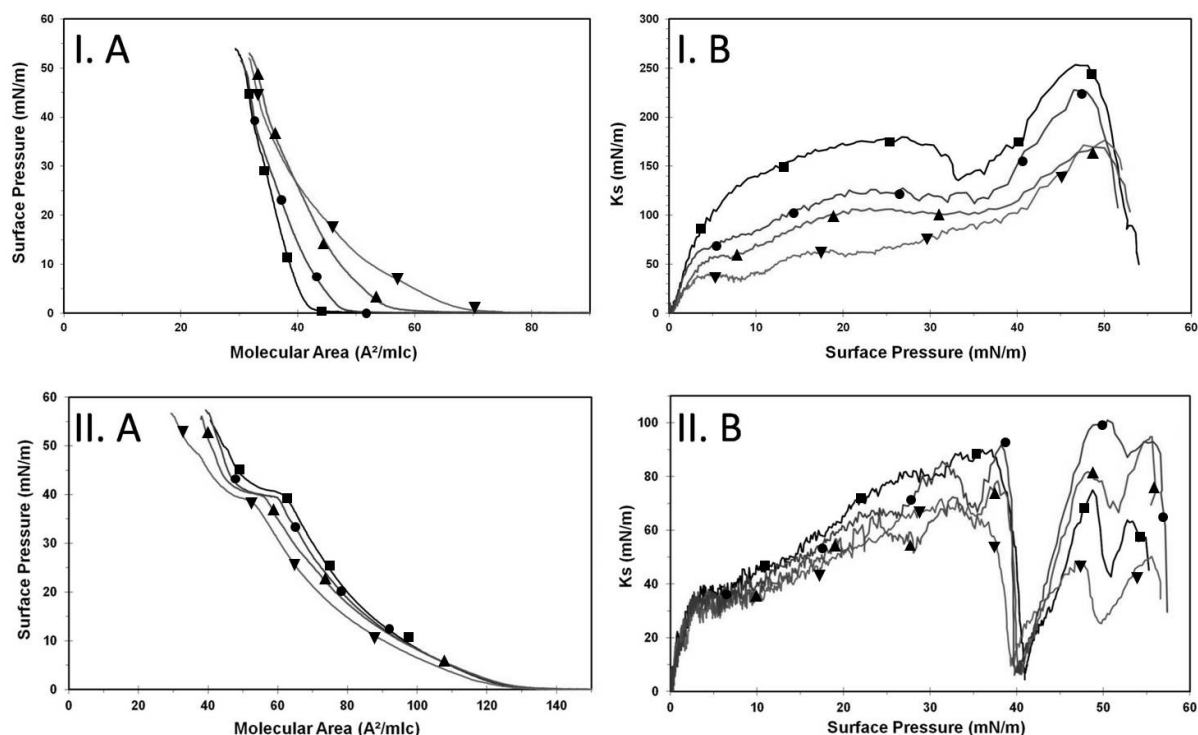 I. A
Surface Pressure (mN/m)
60
50
40
30
20
10
0
0 20 40 60 80
Molecular Area (A²/mlc)
I. B
Ks (mN/m)
300
250
200
150
100
50
0
0 10 20 30 40 50 60
Surface Pressure (mN/m)
II. A
Surface Pressure (mN/m)
60
50
40
30
20
10
0
0 20 40 60 80 100 120 140
Molecular Area (A²/mlc)
II. B
Ks (mN/m)
100
80
60
40
20
0
0 10 20 30 40 50 60
Surface Pressure (mN/m)